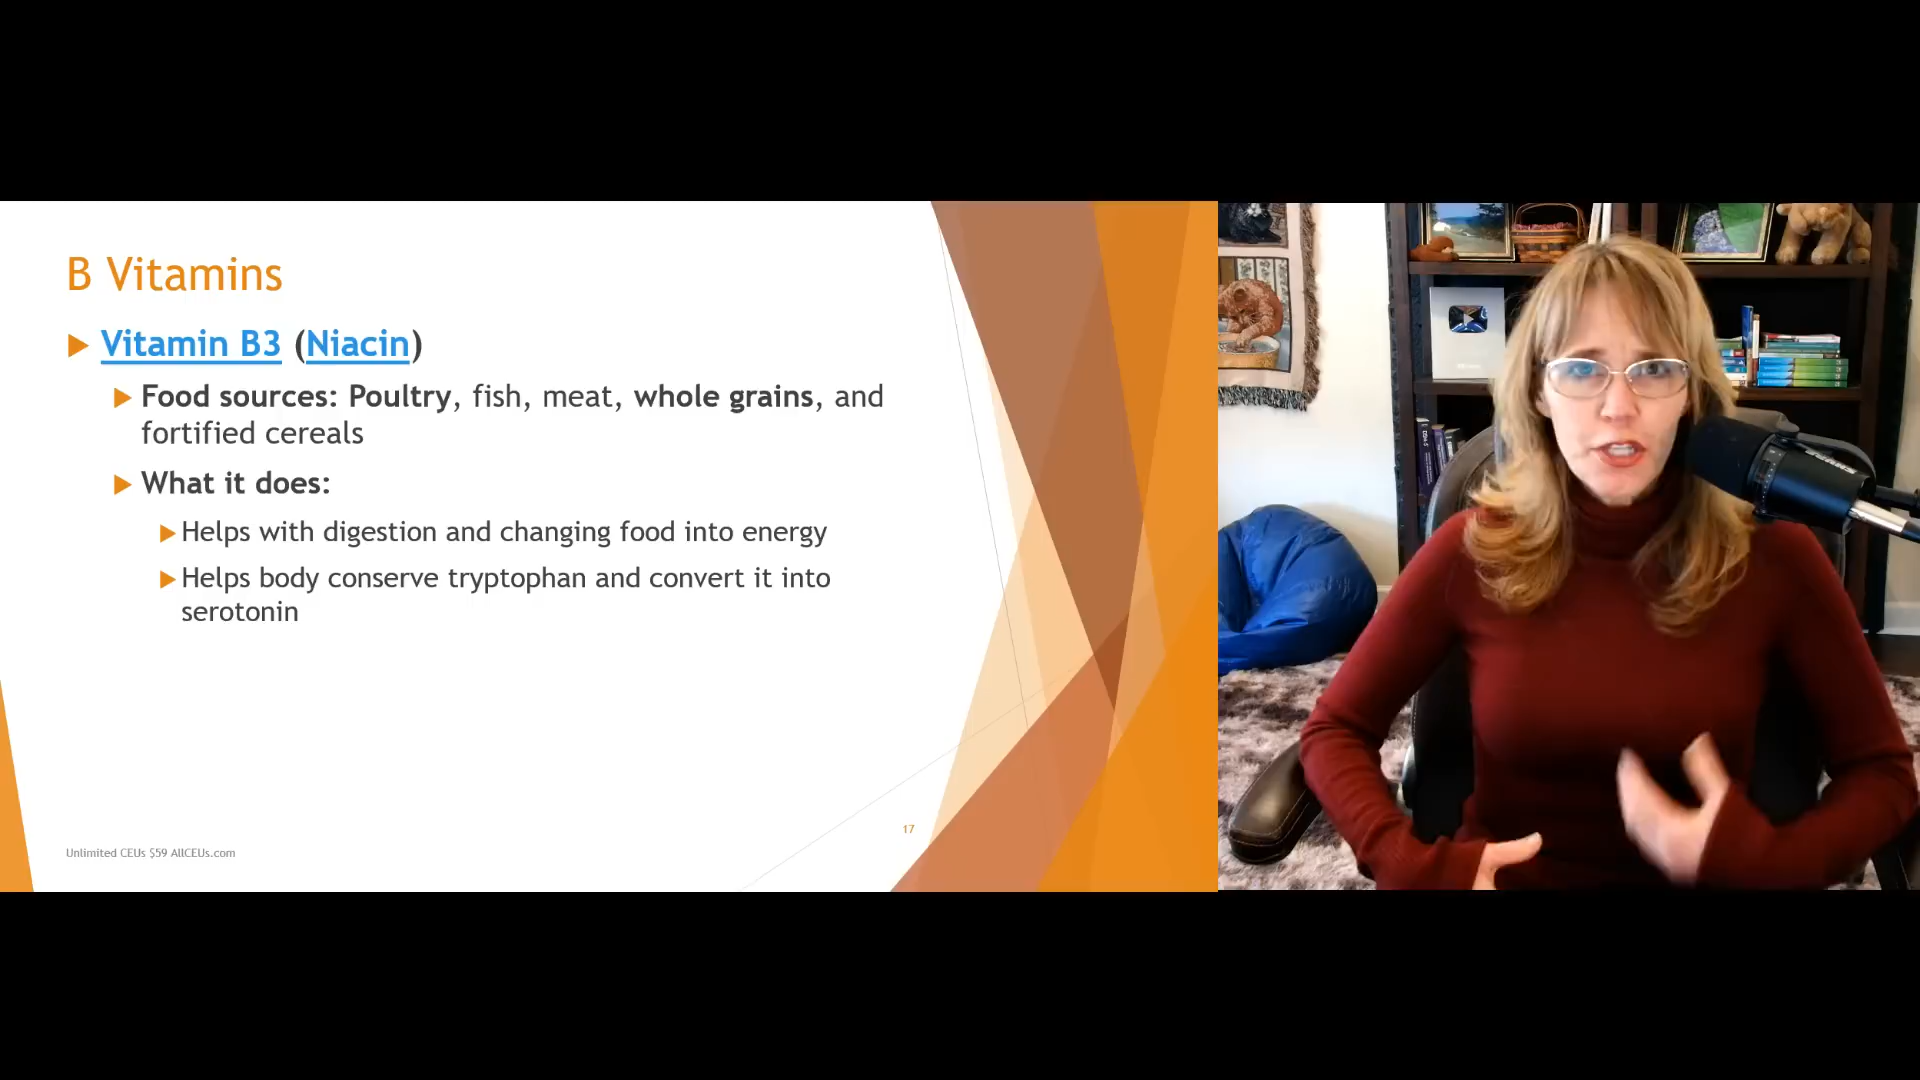 B Vitamins
Vitamin B3 (Niacin)
Food sources: Poultry, fish, meat, whole grains, and
fortified cereals
What it does:
Helps with digestion and changing food into energy
Helps body conserve tryptophan and convert it into
serotonin
17
Unlimited CEUs $59 AllCEUs.com